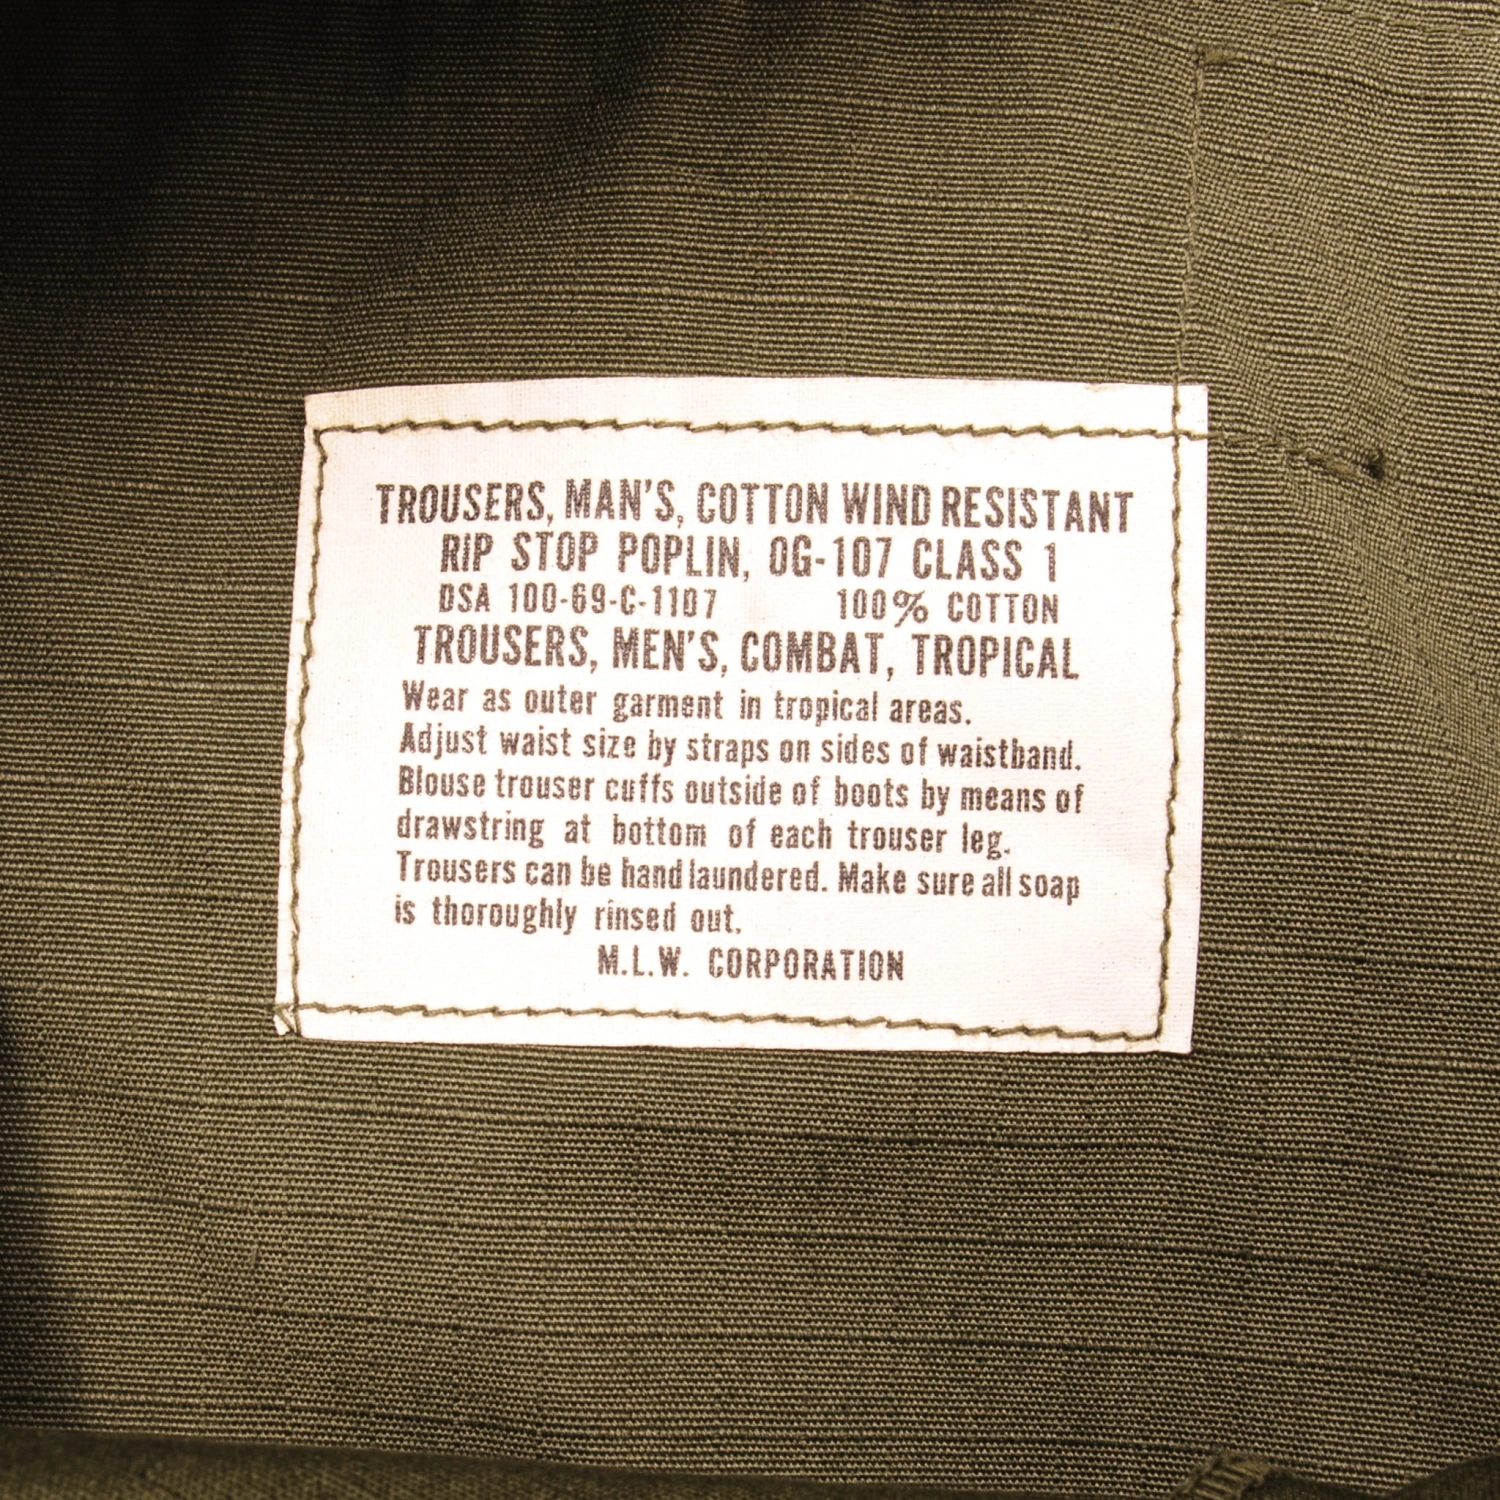 TROUSERS, MAN'S, COTTON WIND RESISTANT
RIP STOP POPLIN, OG-107 CLASS 1
DSA 100-69-C-1107 100% COTTON
TROUSERS, MEN'S, COMBAT, TROPICAL
Wear as outer garment in tropical areas.
Adjust waist size by straps on sides of waistband.
Blouse trouser cuffs outside of boots by means of
drawstring at bottom of each trouser leg.
Trousers can be hand laundered. Make sure all soap
is thoroughly rinsed out.
M.L.W. CORPORATION